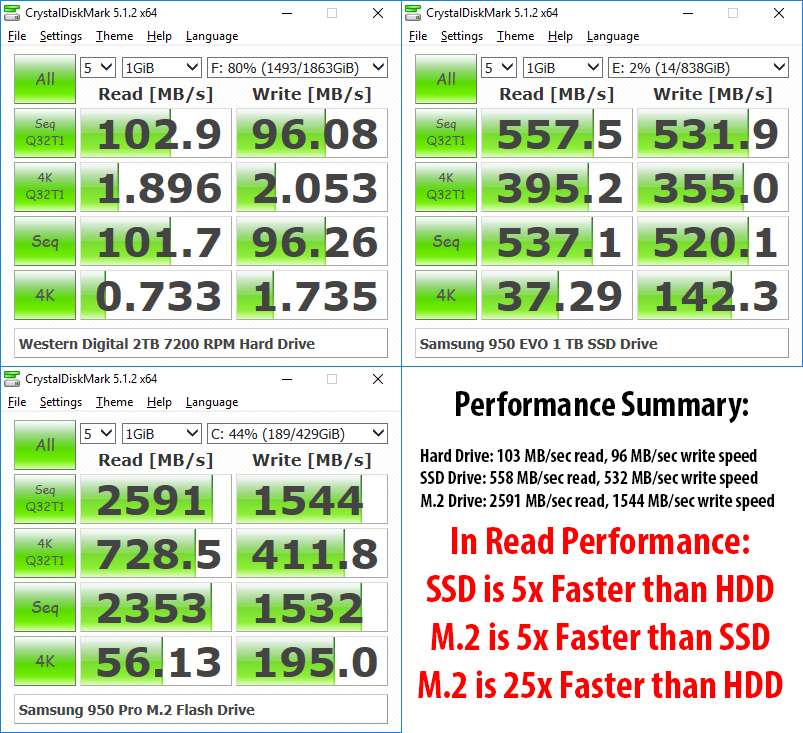 CrystalDiskMark 5.1.2 x64
File Settings Theme Help Language
All 5 1GiB F: 80% (1493/1863GiB)
Read [MB/s] Write [MB/s]
Seq Q32T1 102.9 96.08
4K Q32T1 1.896 2.053
Seq 101.7 96.26
4K 0.733 1.735
Western Digital 2TB 7200 RPM Hard Drive
CrystalDiskMark 5.1.2 x64
File Settings Theme Help Language
All 5 1GiB E: 2% (14/838GiB)
Read [MB/s] Write [MB/s]
Seq Q32T1 557.5 531.9
4K Q32T1 395.2 355.0
Seq 537.1 520.1
4K 37.29 142.3
Samsung 950 EVO 1 TB SSD Drive
CrystalDiskMark 5.1.2 x64
File Settings Theme Help Language
All 5 1GiB C: 44% (189/429GiB)
Read [MB/s] Write [MB/s]
Seq Q32T1 2591 1544
4K Q32T1 728.5 411.8
Seq 2353 1532
4K 56.13 195.0
Samsung 950 Pro M.2 Flash Drive
Performance Summary:
Hard Drive: 103 MB/sec read, 96 MB/sec write speed
SSD Drive: 558 MB/sec read, 532 MB/sec write speed
M.2 Drive: 2591 MB/sec read, 1544 MB/sec write speed
In Read Performance:
SSD is 5x Faster than HDD
M.2 is 5x Faster than SSD
M.2 is 25x Faster than HDD